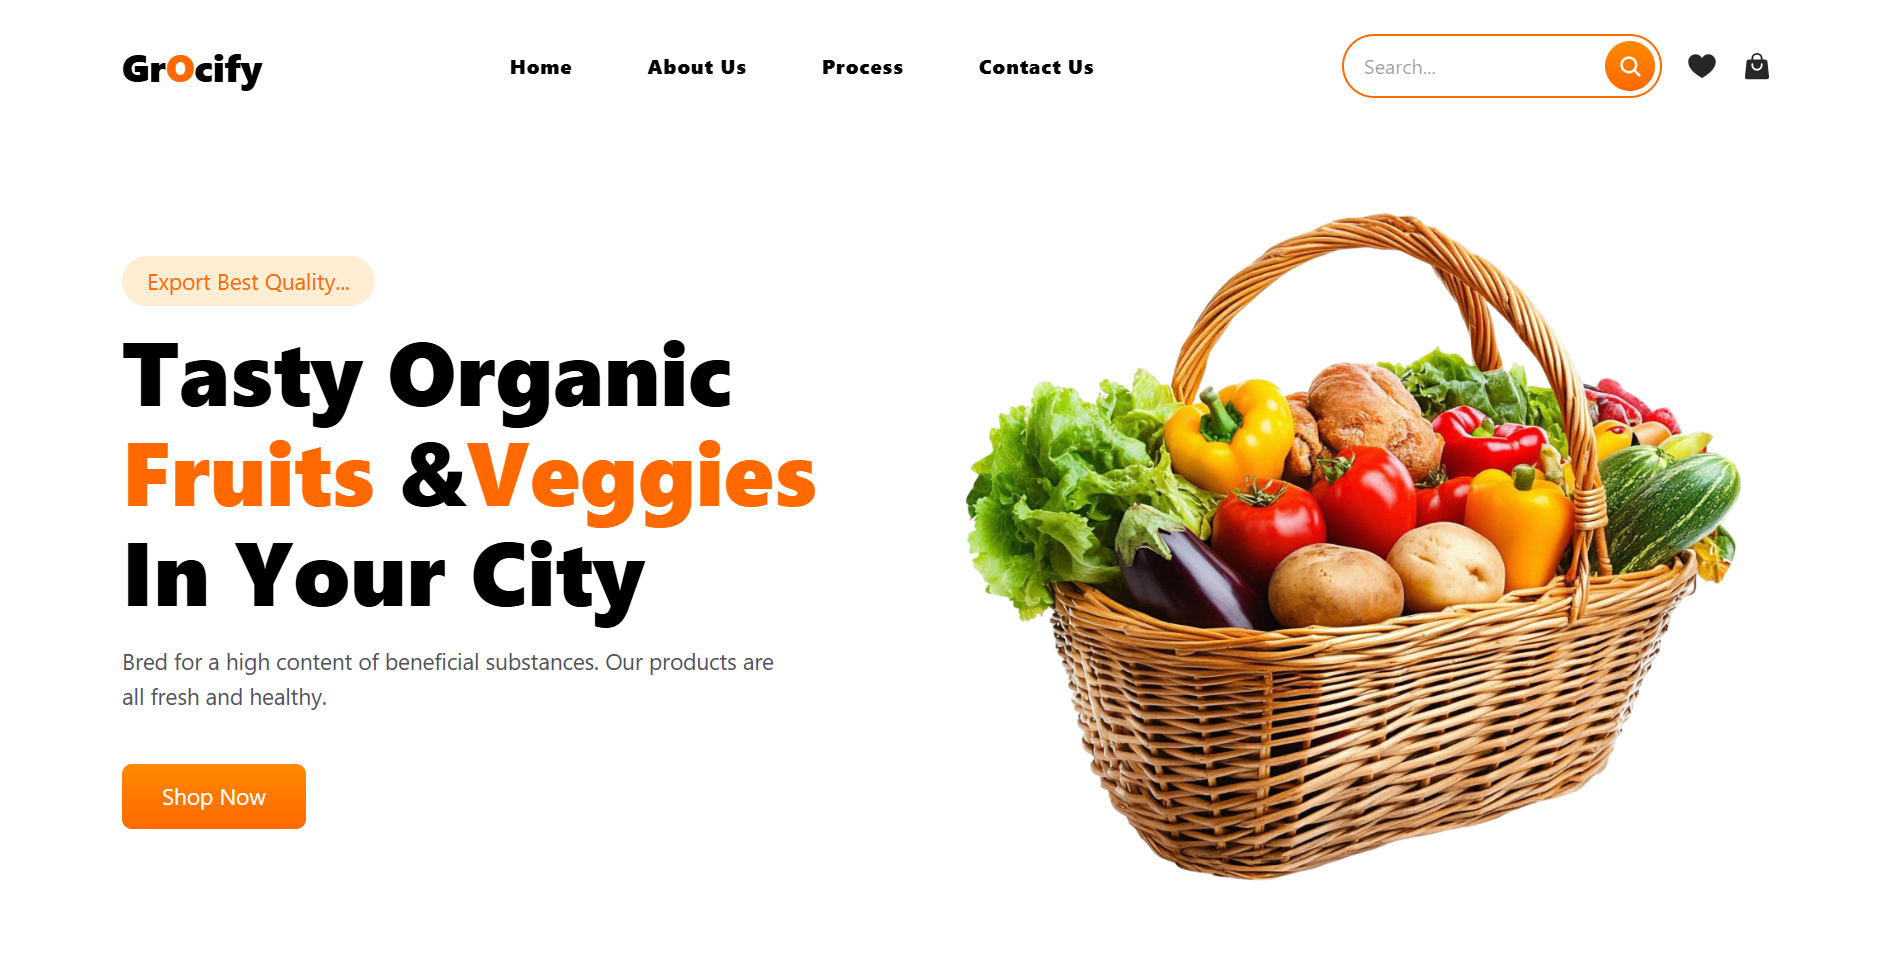 GrOcify
Home
About Us
Process
Contact Us
Search...
Export Best Quality...
Tasty Organic
Fruits &Veggies
In Your City
Bred for a high content of beneficial substances. Our products are
all fresh and healthy.
Shop Now